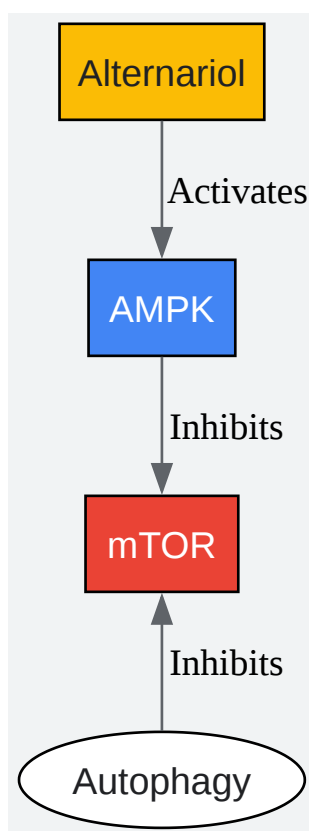 Alternariol
Activates
AMPK
Inhibits
mTOR
Inhibits
Autophagy